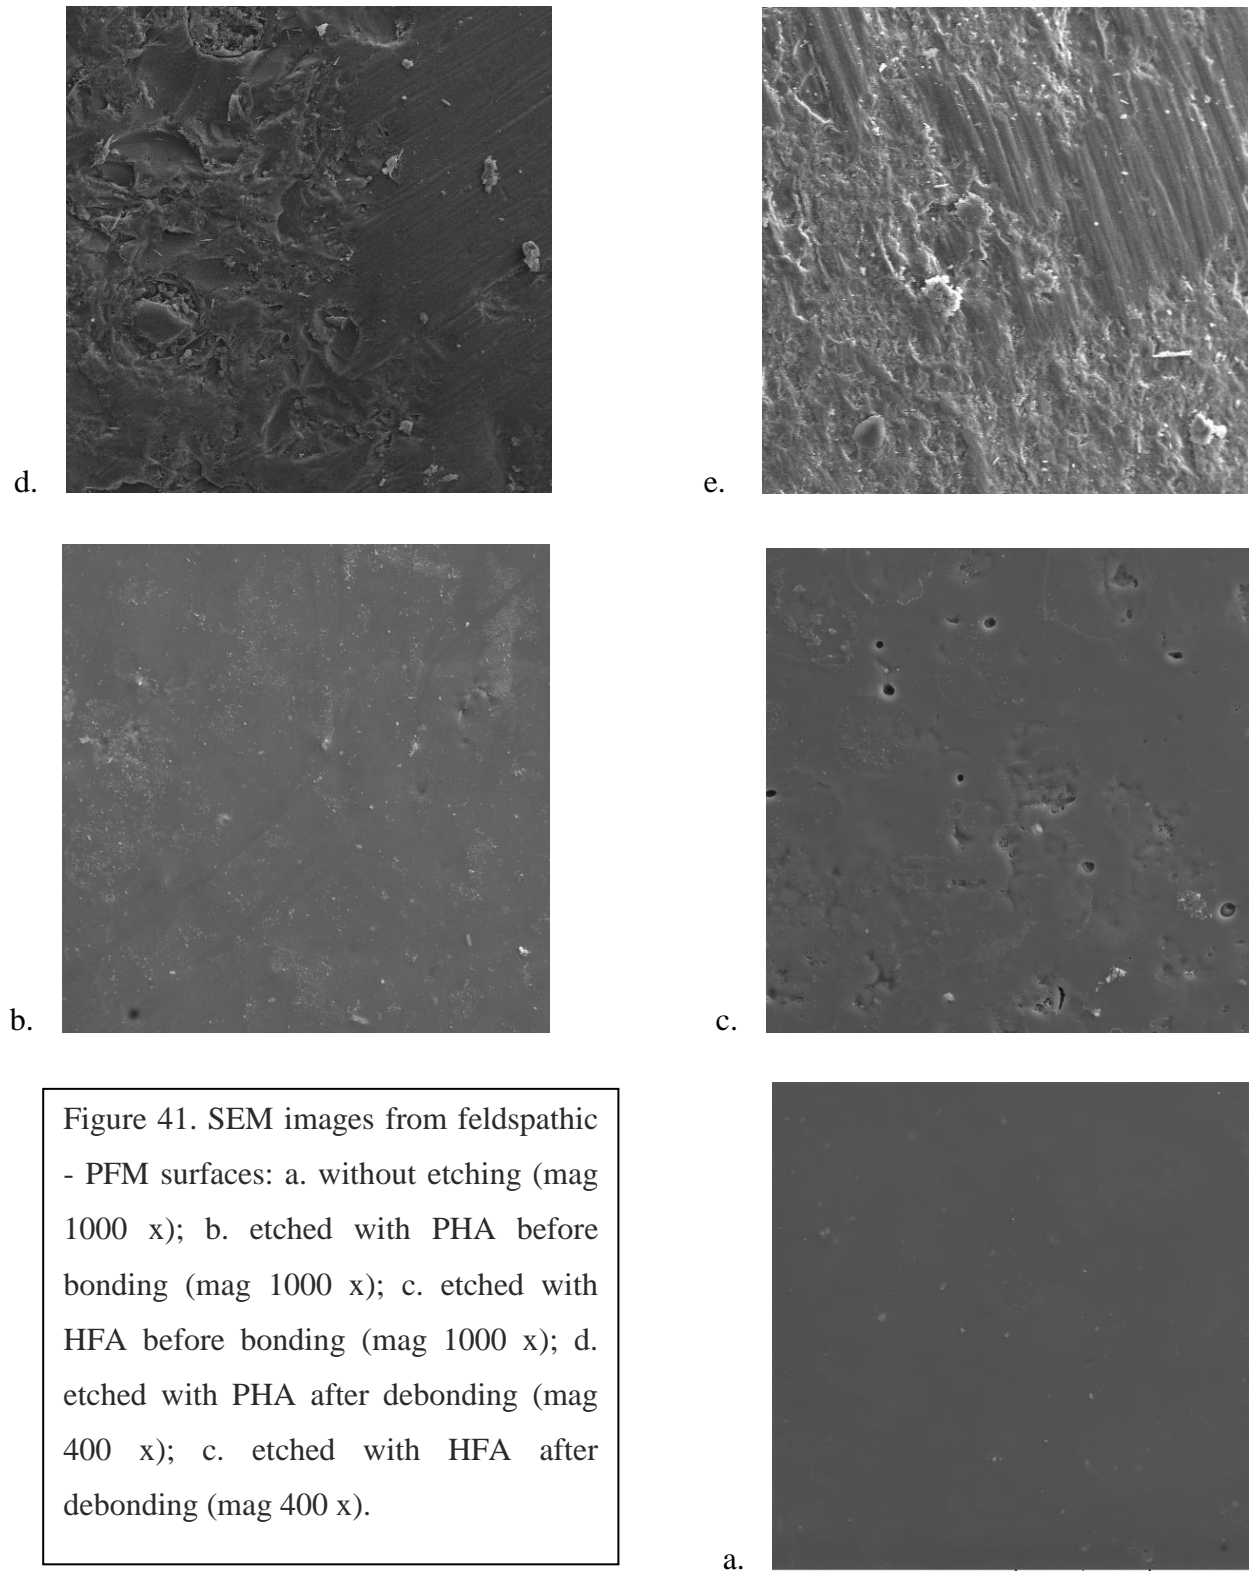 d.
e.
b.
c.
Figure 41. SEM images from feldspathic
- PFM surfaces: a. without etching (mag
1000 x); b. etched with PHA before
bonding (mag 1000 x); c. etched with
HFA before bonding (mag 1000 x); d.
etched with PHA after debonding (mag
400 x); c. etched with HFA after
debonding (mag 400 x).
a.